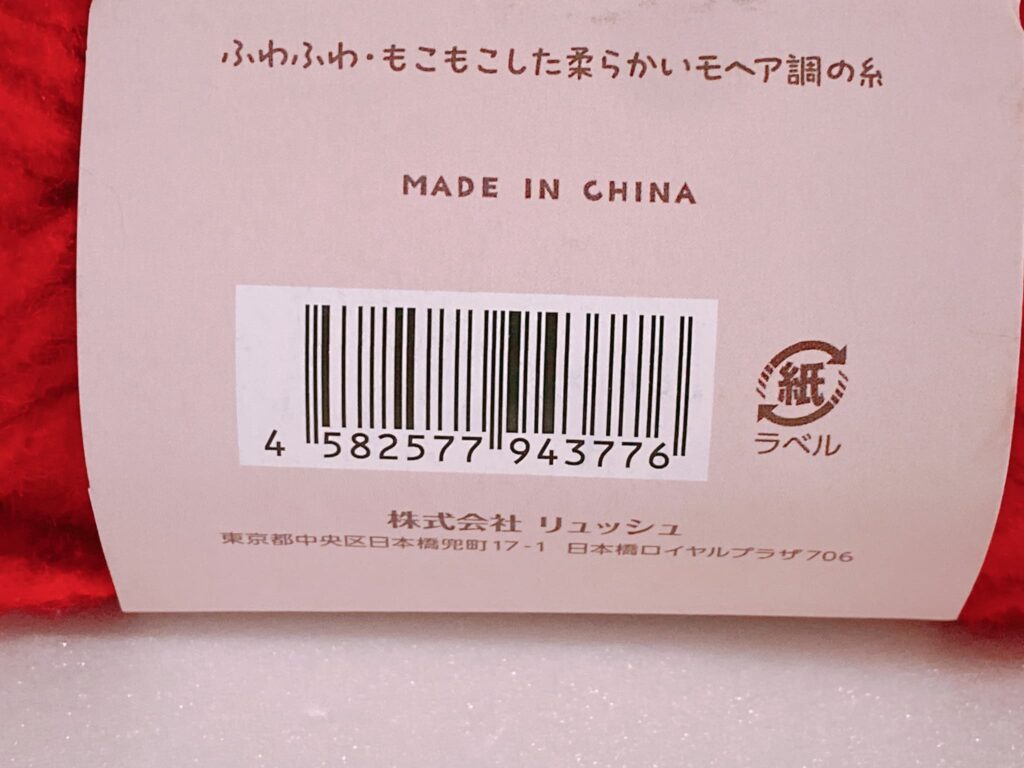 ふわふわ・もこもこした柔らかいモヘア調の糸
MADE IN CHINA
4 582577 943776
紙
ラベル
株式会社 リュッシュ
東京都中央区日本橋兜町17-1 日本橋ロイヤルプラザ706